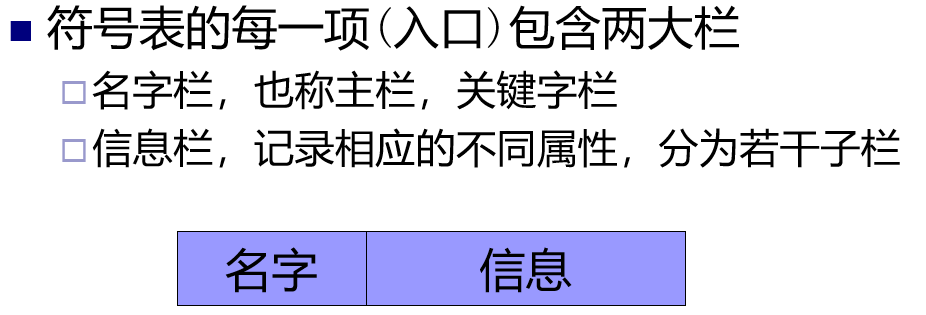 符号表的每一项(入口)包含两大栏
名字栏，也称主栏，关键字栏
信息栏，记录相应的不同属性，分为若干子栏
名字 信息